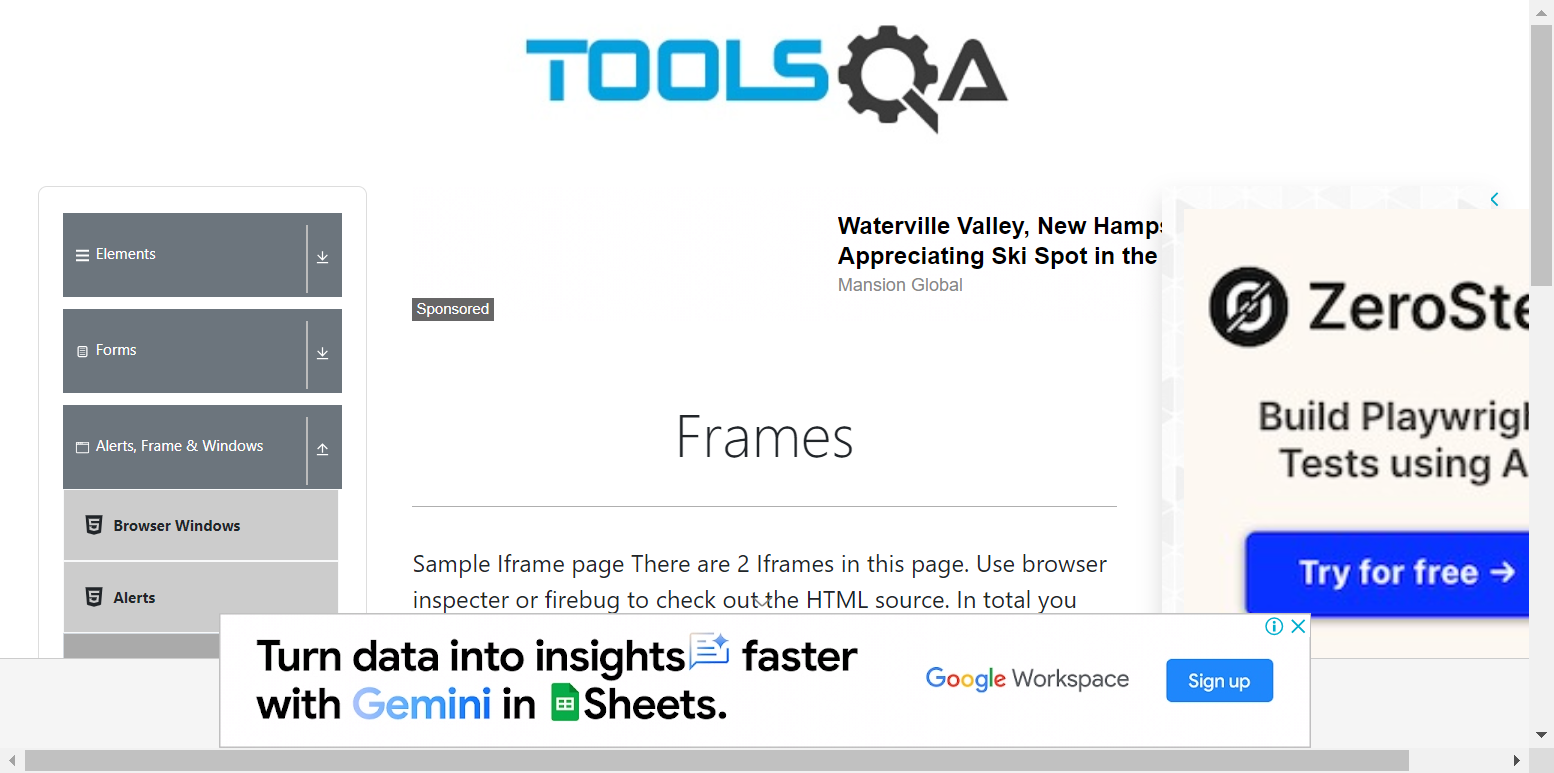 TOOLSQA
Elements
Forms
Alerts, Frame & Windows
Browser Windows
Alerts
Waterville Valley, New Hamps
Appreciating Ski Spot in the
Mansion Global
Sponsored
Frames
Sample Iframe page There are 2 Iframes in this page. Use browser
inspecter or firebug to check out the HTML source. In total you
ZeroSte
Build Playwrigh
Tests using A
Try for free →
Turn data into insights faster
with Gemini in Sheets.
Google Workspace
Sign up